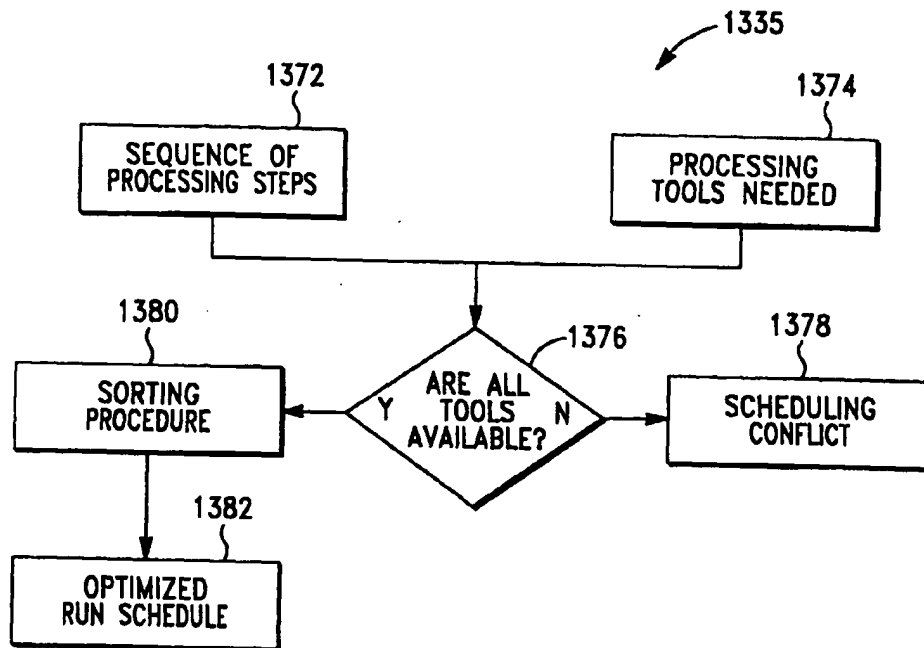 1335
1372
1374
SEQUENCE OF
PROCESSING STEPS
PROCESSING
TOOLS NEEDED
1380
1376
1378
SORTING
PROCEDURE
Y
ARE ALL
TOOLS
AVAILABLE?
N
SCHEDULING
CONFLICT
1382
OPTIMIZED
RUN SCHEDULE